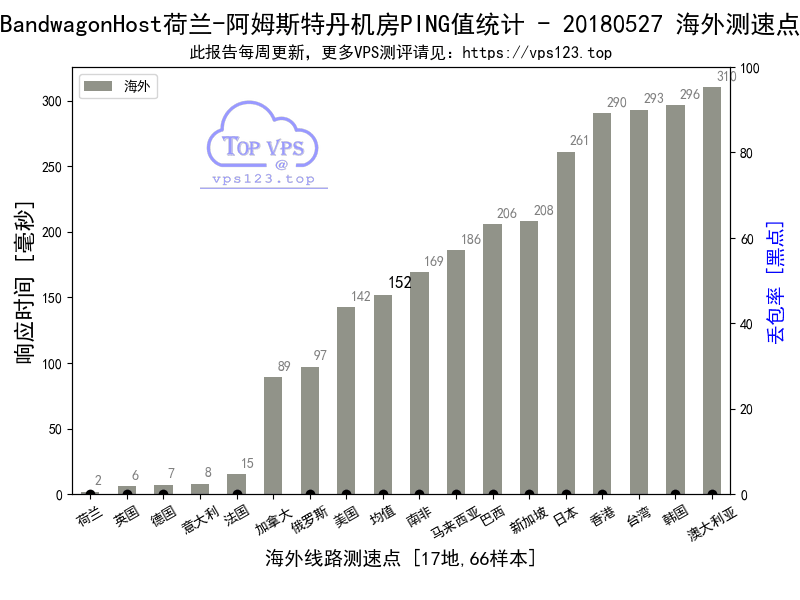 BandwagonHost荷兰-阿姆斯特丹机房PING值统计 - 20180527 海外测速点
此报告每周更新, 更多VPS测评请见: https://vps123.top
海外
TOP VPS
@
vps123.top
响应时间 [毫秒]
300
250
200
150
100
50
0
2
6
7
8
15
89
97
142
152
169
186
206
208
261
290
293
296
310
100
80
60
40
20
0
丢包率 [黑点]
荷兰
英国
德国
意大利
法国
加拿大
俄罗斯
美国
均值
南非
马来西亚
巴西
新加坡
日本
香港
台湾
韩国
澳大利亚
海外线路测速点 [17地,66样本]